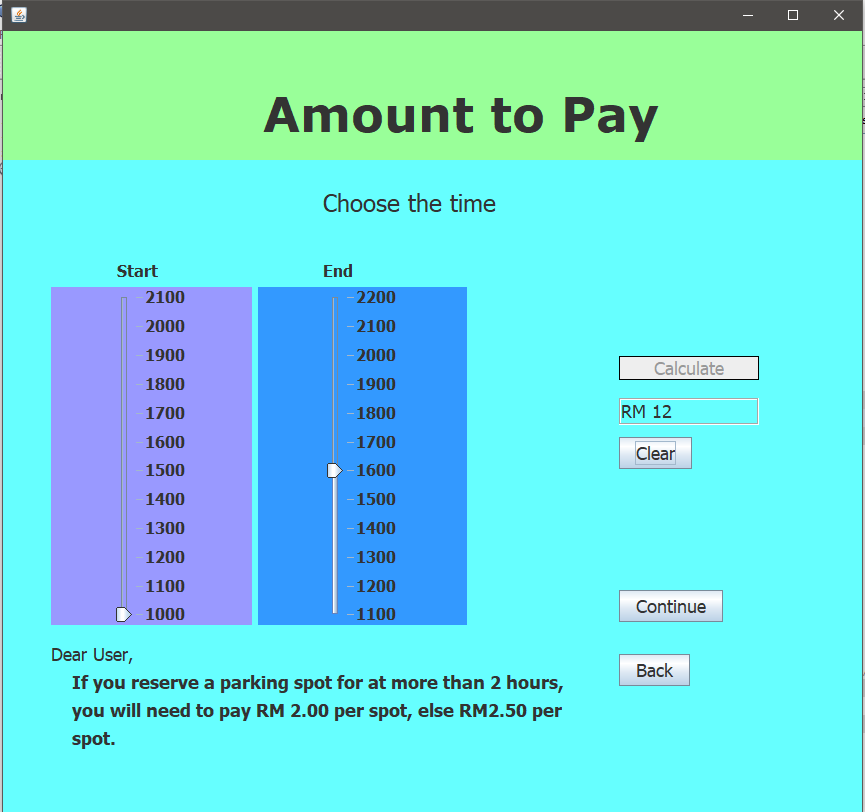 Amount to Pay
Choose the time
Start
2100
2000
1900
1800
1700
1600
1500
1400
1300
1200
1100
1000
End
2200
2100
2000
1900
1800
1700
1600
1500
1400
1300
1200
1100
Calculate
RM 12
Clear
Continue
Back
Dear User,
If you reserve a parking spot for at more than 2 hours,
you will need to pay RM 2.00 per spot, else RM2.50 per
spot.